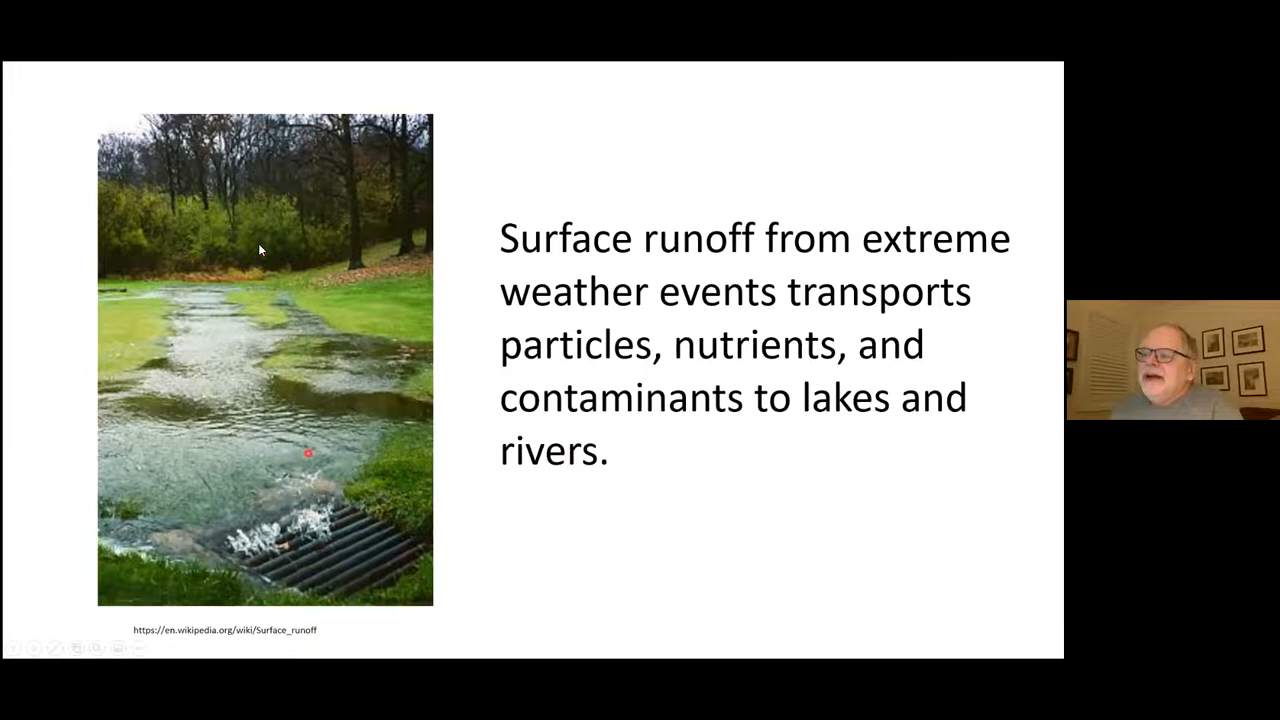 Surface runoff from extreme
weather events transports
particles, nutrients, and
contaminants to lakes and
rivers.
https://en.wikipedia.org/wiki/Surface_runoff